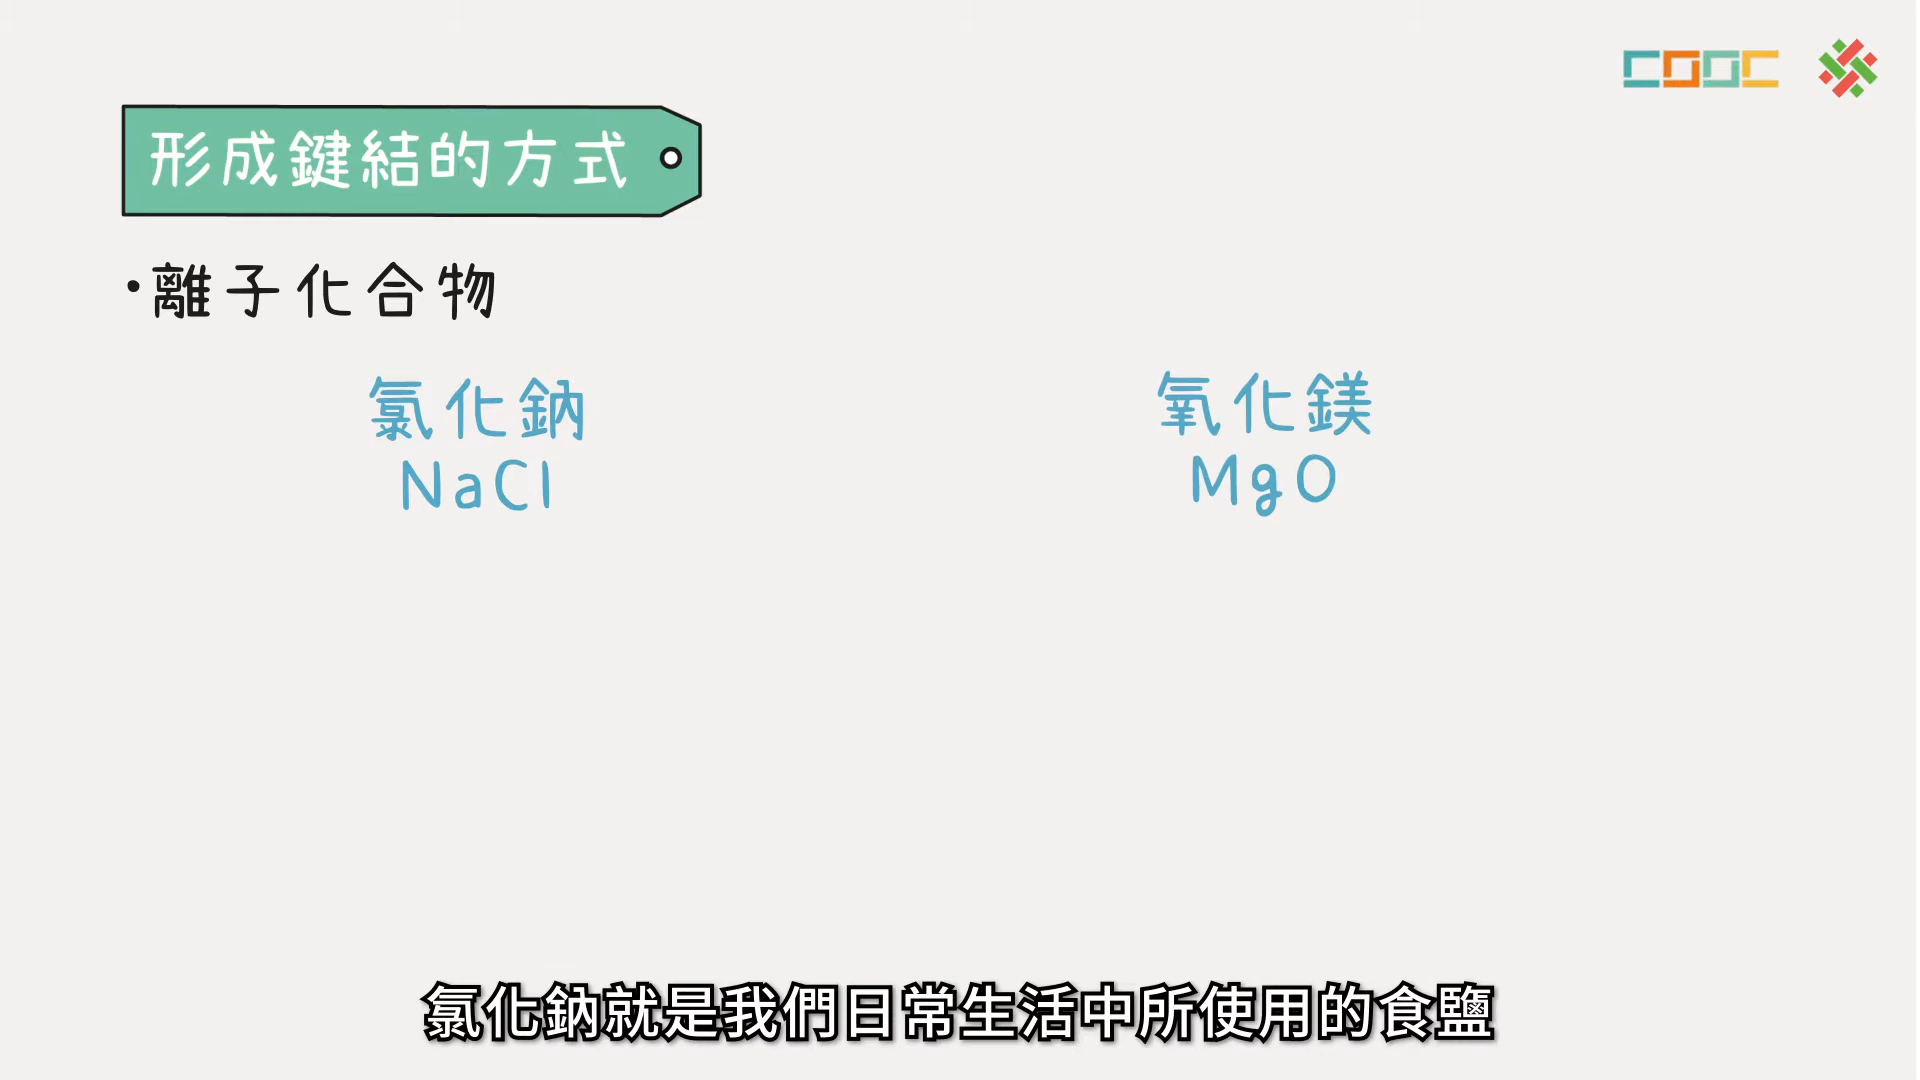 COOC
形成鍵結的方式
•離子化合物
氯化鈉
NaCl
氧化鎂
MgO
氯化鈉就是我們日常生活中所使用的食鹽